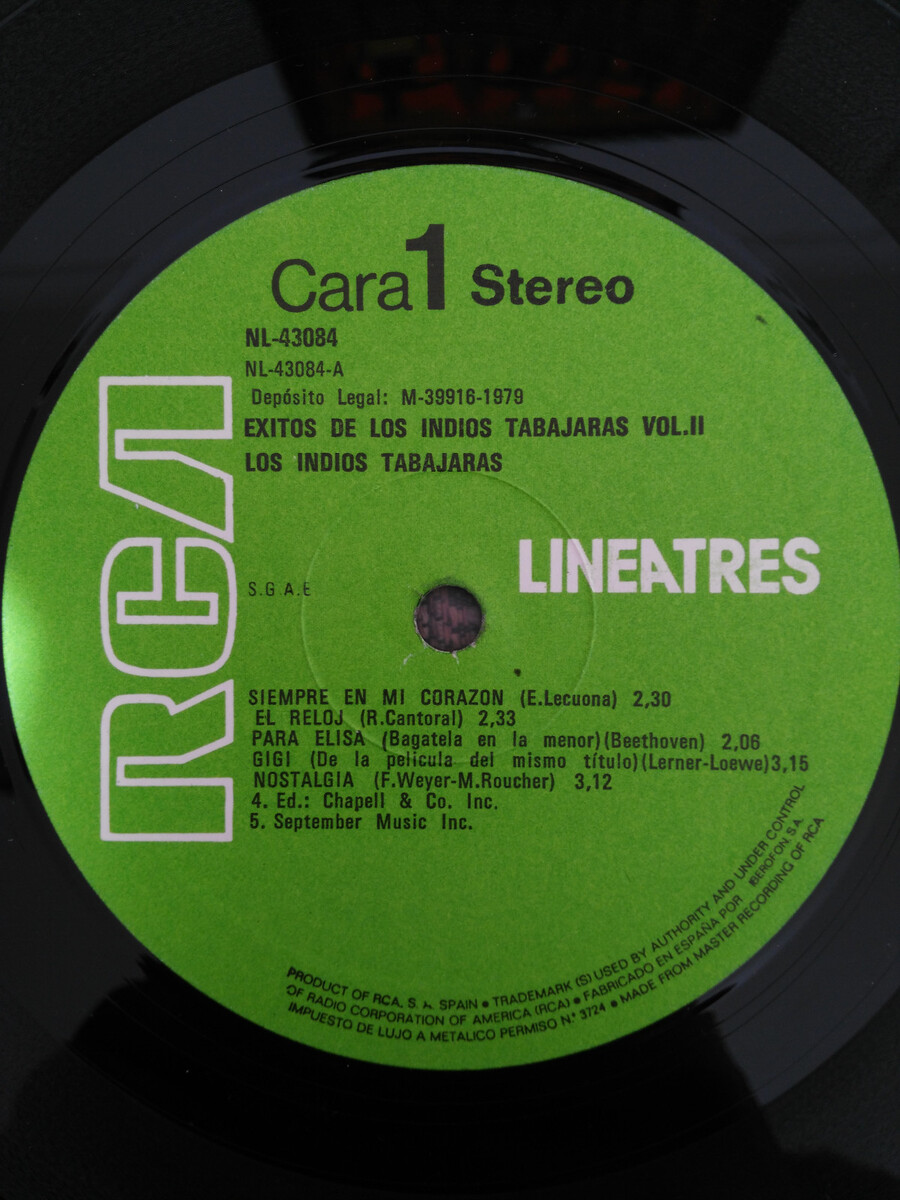 Cara 1 Stereo
NL-43084
NL-43084-A
Depósito Legal: M-39916-1979
EXITOS DE LOS INDIOS TABAJARAS VOL.II
LOS INDIOS TABAJARAS
RCA
LINEATRES
S.G.A.E
SIEMPRE EN MI CORAZON (E.Lecuona) 2,30
EL RELOJ (R.Cantoral) 2,33
PARA ELISA (Bagatela en la menor)(Beethoven) 2,06
GIGI (De la película del mismo título)(Lerner-Loewe)3,15
NOSTALGIA (F.Weyer-M.Roucher) 3,12
4. Ed.: Chapell & Co. Inc.
5. September Music Inc.
PRODUCT OF RCA. S. A. SPAIN • TRADEMARK (S) USED BY AUTHORITY AND UNDER CONTROL
OF RADIO CORPORATION OF AMERICA (RCA) • FABRICADO EN ESPAÑA POR IBEROFON, S.A.
IMPUESTO DE LUJO A METALICO PERMISO N.° 3724 • MADE FROM MASTER RECORDING OF RCA